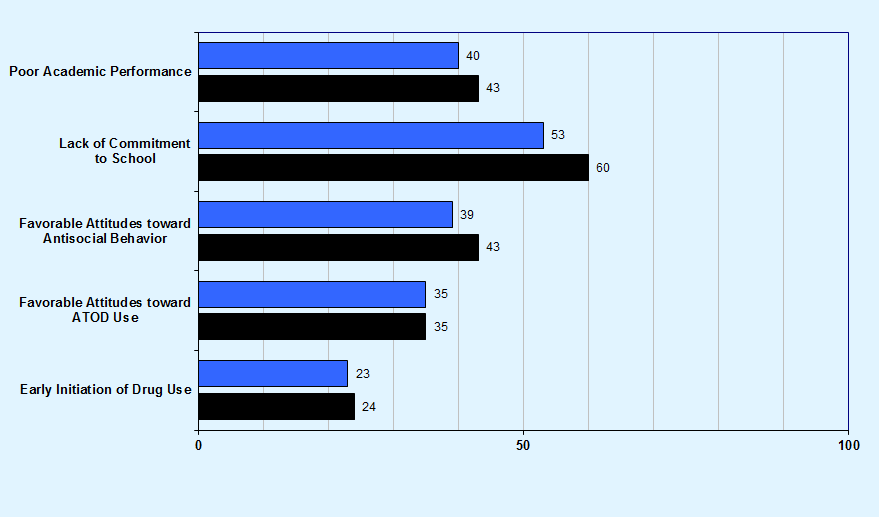 Poor Academic Performance
40
43
Lack of Commitment
to School
53
60
Favorable Attitudes toward
Antisocial Behavior
39
43
Favorable Attitudes toward
ATOD Use
35
35
Early Initiation of Drug Use
23
24
0
50
100